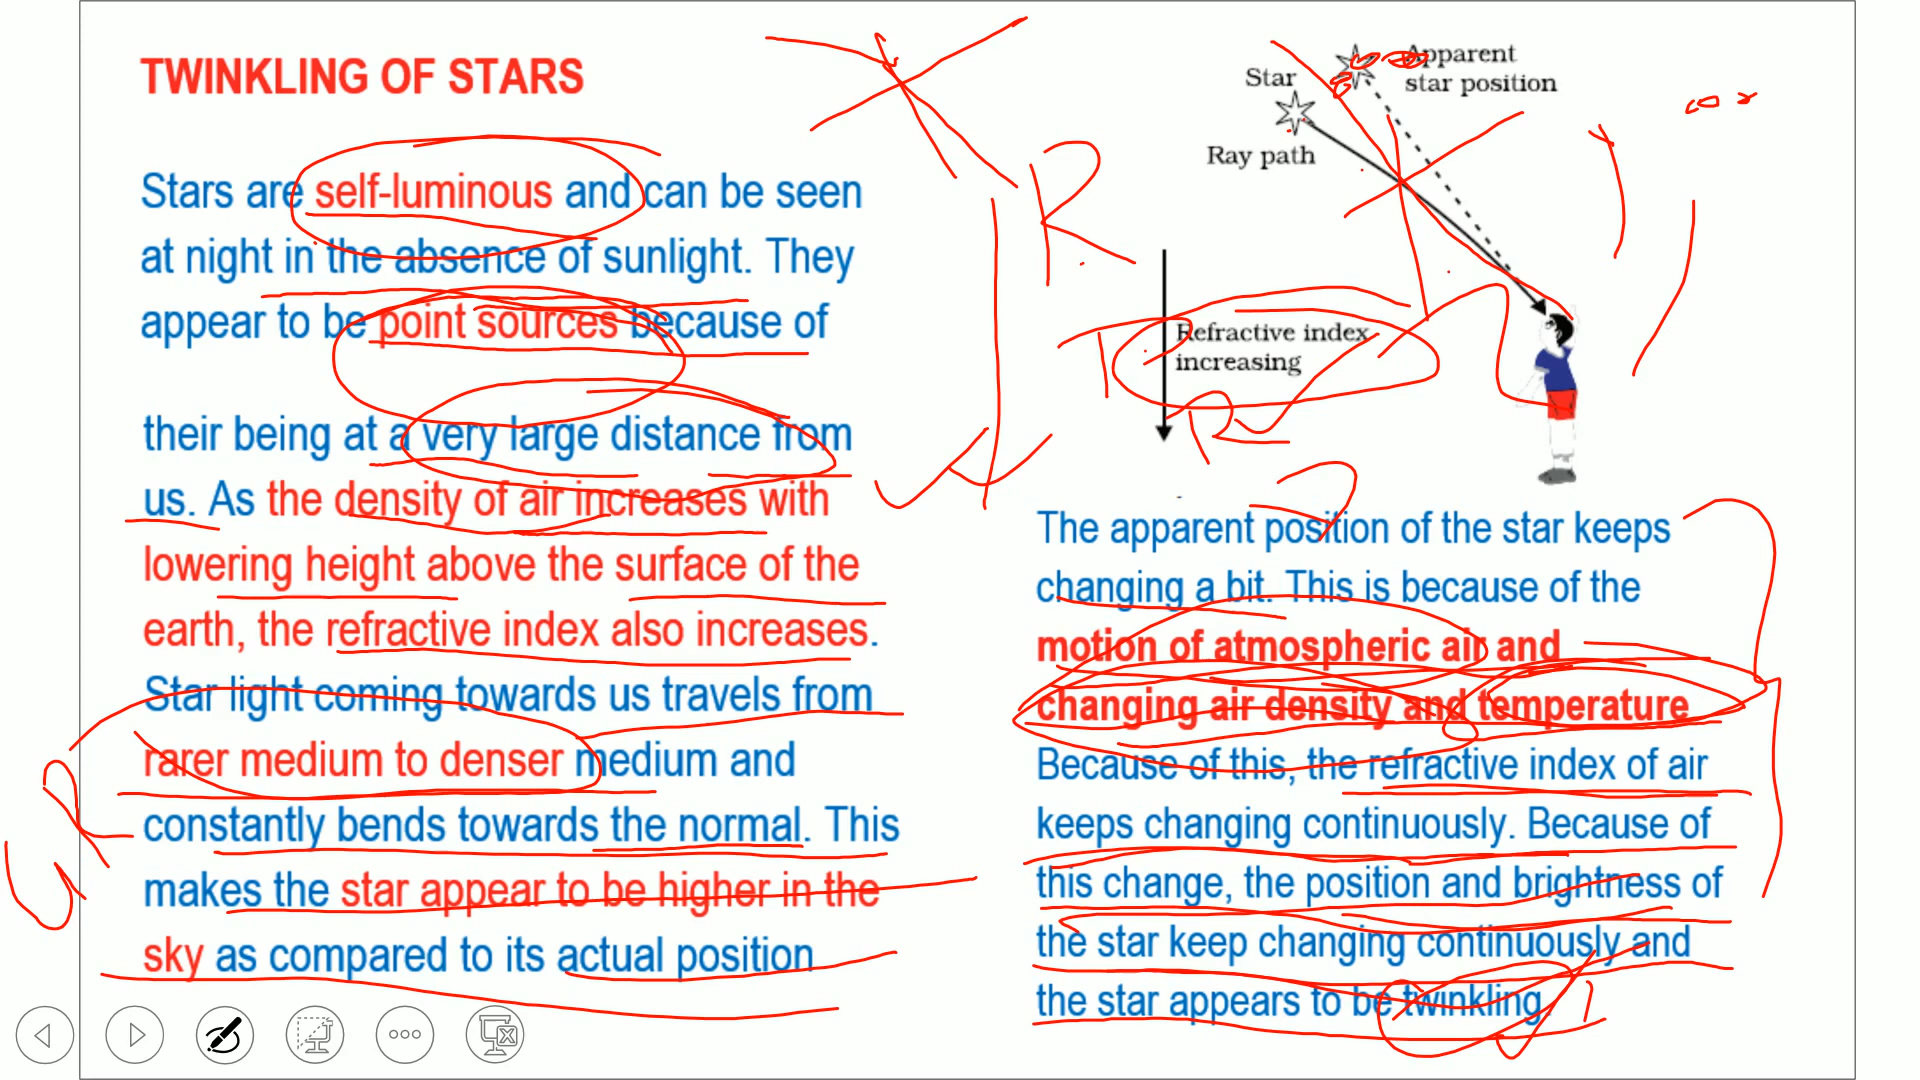 TWINKLING OF STARS
Stars are self-luminous and can be seen
at night in the absence of sunlight. They
appear to be point sources because of
their being at a very large distance from
us. As the density of air increases with
lowering height above the surface of the
earth, the refractive index also increases.
Star light coming towards us travels from
rarer medium to denser medium and
constantly bends towards the normal. This
makes the star appear to be higher in the
sky as compared to its actual position
Apparent
star position
Star
Ray path
Refractive index
increasing
R
The apparent position of the star keeps
changing a bit. This is because of the
motion of atmospheric air and
changing air density and temperature
Because of this, the refractive index of air
keeps changing continuously. Because of
this change, the position and brightness of
the star keep changing continuously and
the star appears to be twinkling